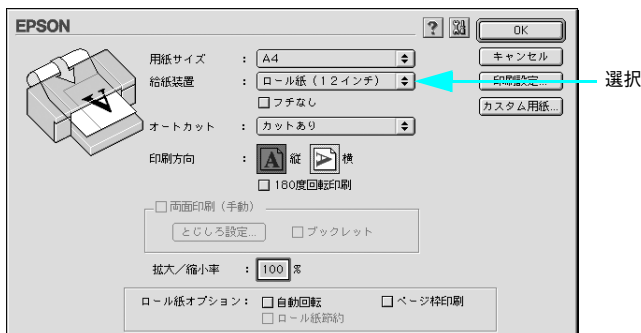 EPSON
? OK
用紙サイズ : A4 キャンセル
給紙装置 : ロール紙（12インチ） 印刷設定... 選択
フチなし カスタム用紙...
オートカット : カットあり
印刷方向 : A 縦 A 横
180度回転印刷
両面印刷（手動）
とじしろ設定... ブックレット
拡大／縮小率 : 100 %
ロール紙オプション： 自動回転 ページ枠印刷
ロール紙節約